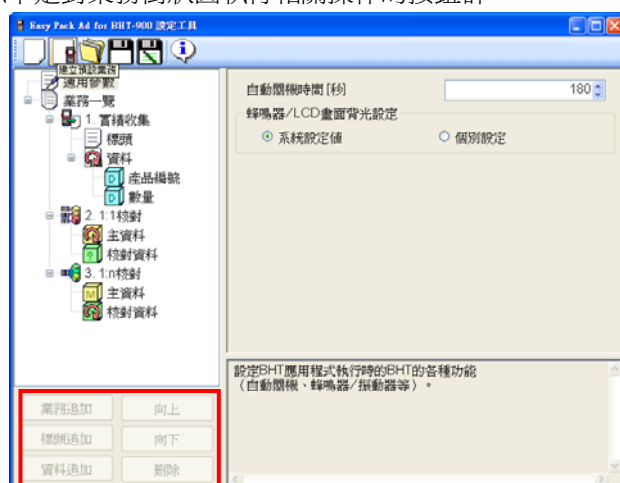 Easy Pack Ad for BHT-900 設定工具
建立預設業務
適用參數
業務一覽
1. 實績收集
標頭
資料
產品編號
數量
2. 1:1核對
主資料
核對資料
3. 1:n核對
主資料
核對資料
自動關機時間 [秒]
180
蜂鳴器/LCD畫面背光設定
系統設定值
個別設定
設定BHT應用程式執行時的BHT的各種功能
(自動關機、蜂鳴器/振動器等)。
業務追加
向上
標頭追加
向下
資料追加
刪除